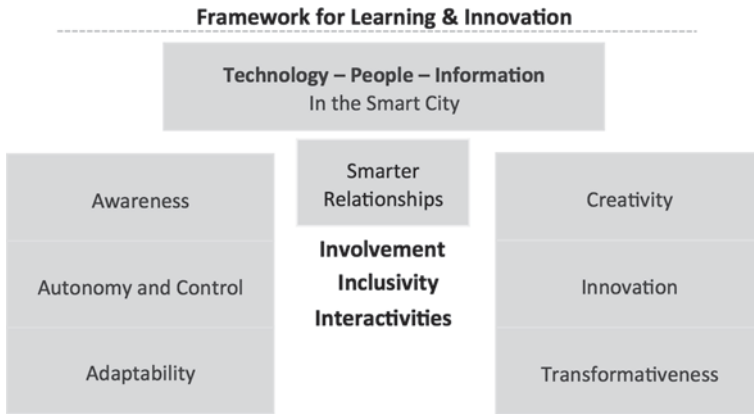 Framework for Learning & Innovation
Technology – People – Information
In the Smart City
Smarter
Relationships
Awareness
Creativity
Involvement
Inclusivity
Interactivities
Autonomy and Control
Innovation
Adaptability
Transformativeness